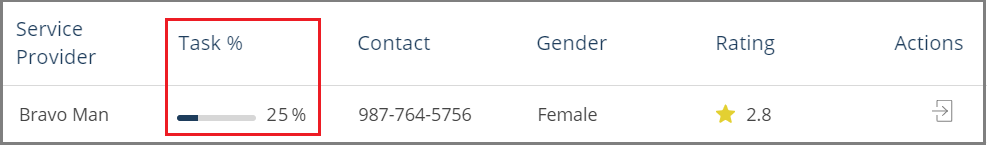 Service Provider Task % Contact Gender Rating Actions
Bravo Man 25 % 987-764-5756 Female 2.8